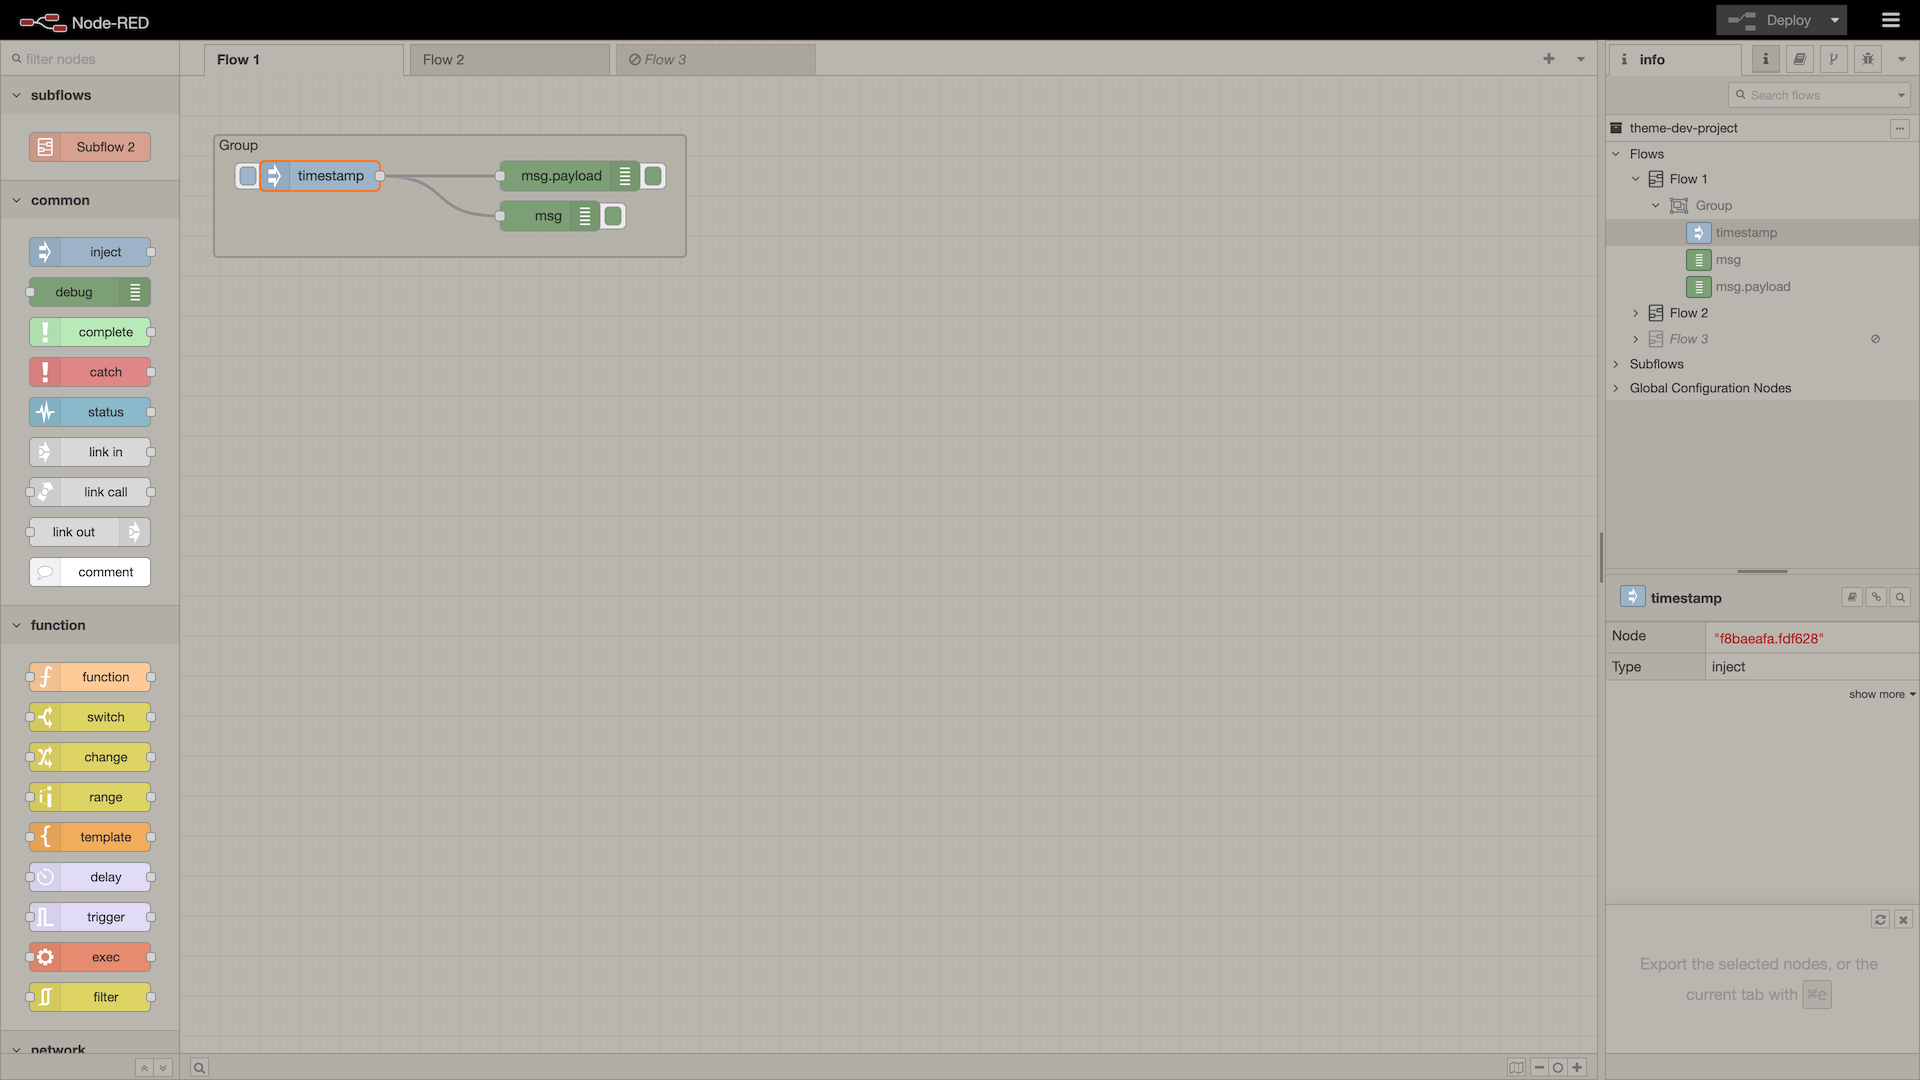 Node-RED
Deploy
filter nodes
subflows
Subflow 2
common
inject
debug
complete
catch
status
link in
link call
link out
comment
function
function
switch
change
range
template
delay
trigger
exec
filter
network
Flow 1
Flow 2
Flow 3
Group
timestamp
msg.payload
msg
info
Search flows
theme-dev-project
Flows
Flow 1
Group
timestamp
msg
msg.payload
Flow 2
Flow 3
Subflows
Global Configuration Nodes
timestamp
Node "f8baeafa.fdf628"
Type inject
show more
Export the selected nodes, or the
current tab with ⌘e